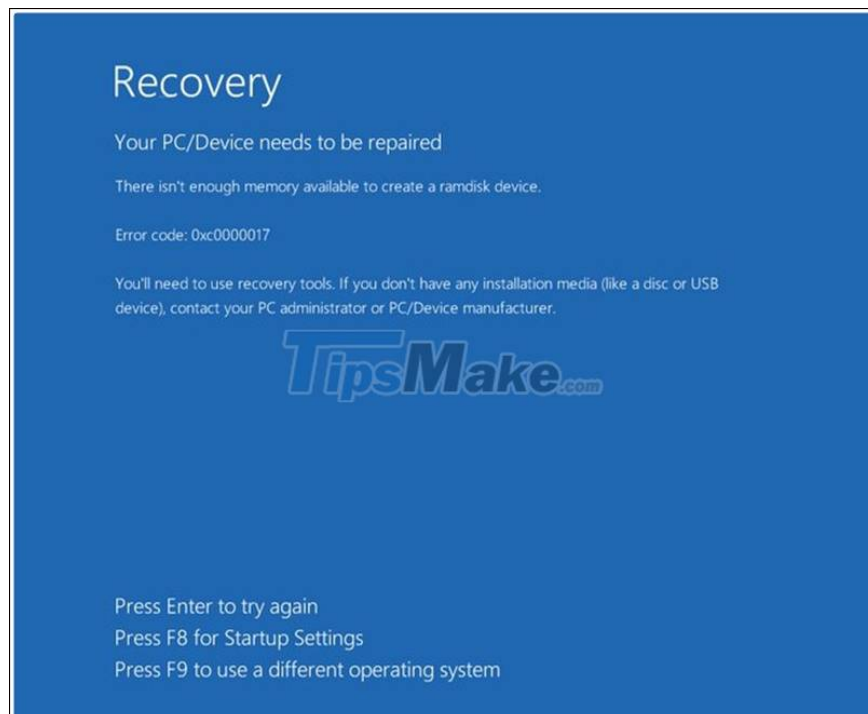 Recovery
Your PC/Device needs to be repaired
There isn't enough memory available to create a ramdisk device.
Error code: 0xc0000017
You'll need to use recovery tools. If you don't have any installation media (like a disc or USB
device), contact your PC administrator or PC/Device manufacturer.
TipsMake.com
Press Enter to try again
Press F8 for Startup Settings
Press F9 to use a different operating system